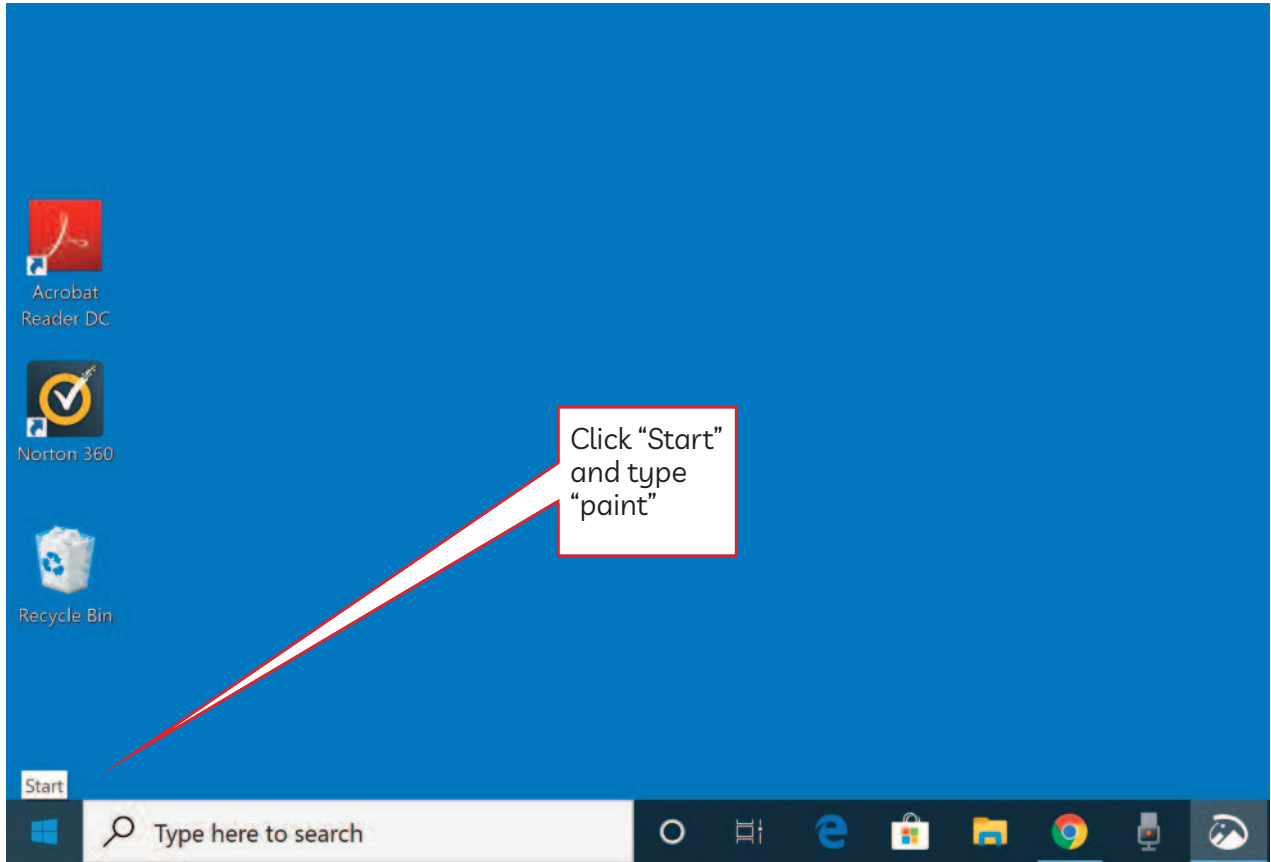 Acrobat
Reader DC
Norton 360
Click “Start”
and type
“paint”
Recycle Bin
Start
Type here to search